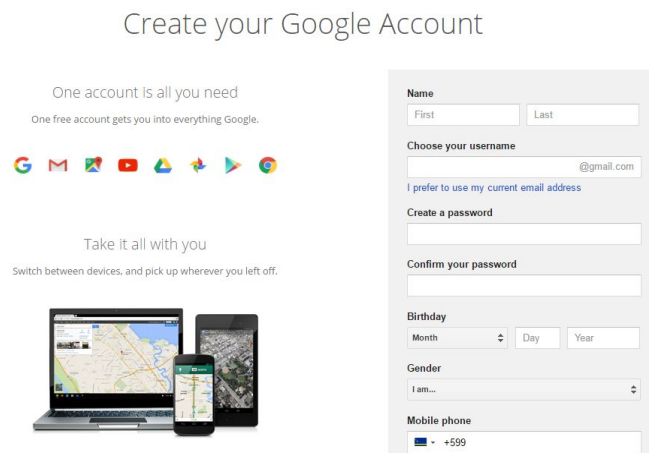 Create your Google Account
One account is all you need
One free account gets you into everything Google.
Take it all with you
Switch between devices, and pick up wherever you left off.
Name
First
Last
Choose your username
@gmail.com
I prefer to use my current email address
Create a password
Confirm your password
Birthday
Month
Day
Year
Gender
I am...
Mobile phone
+599